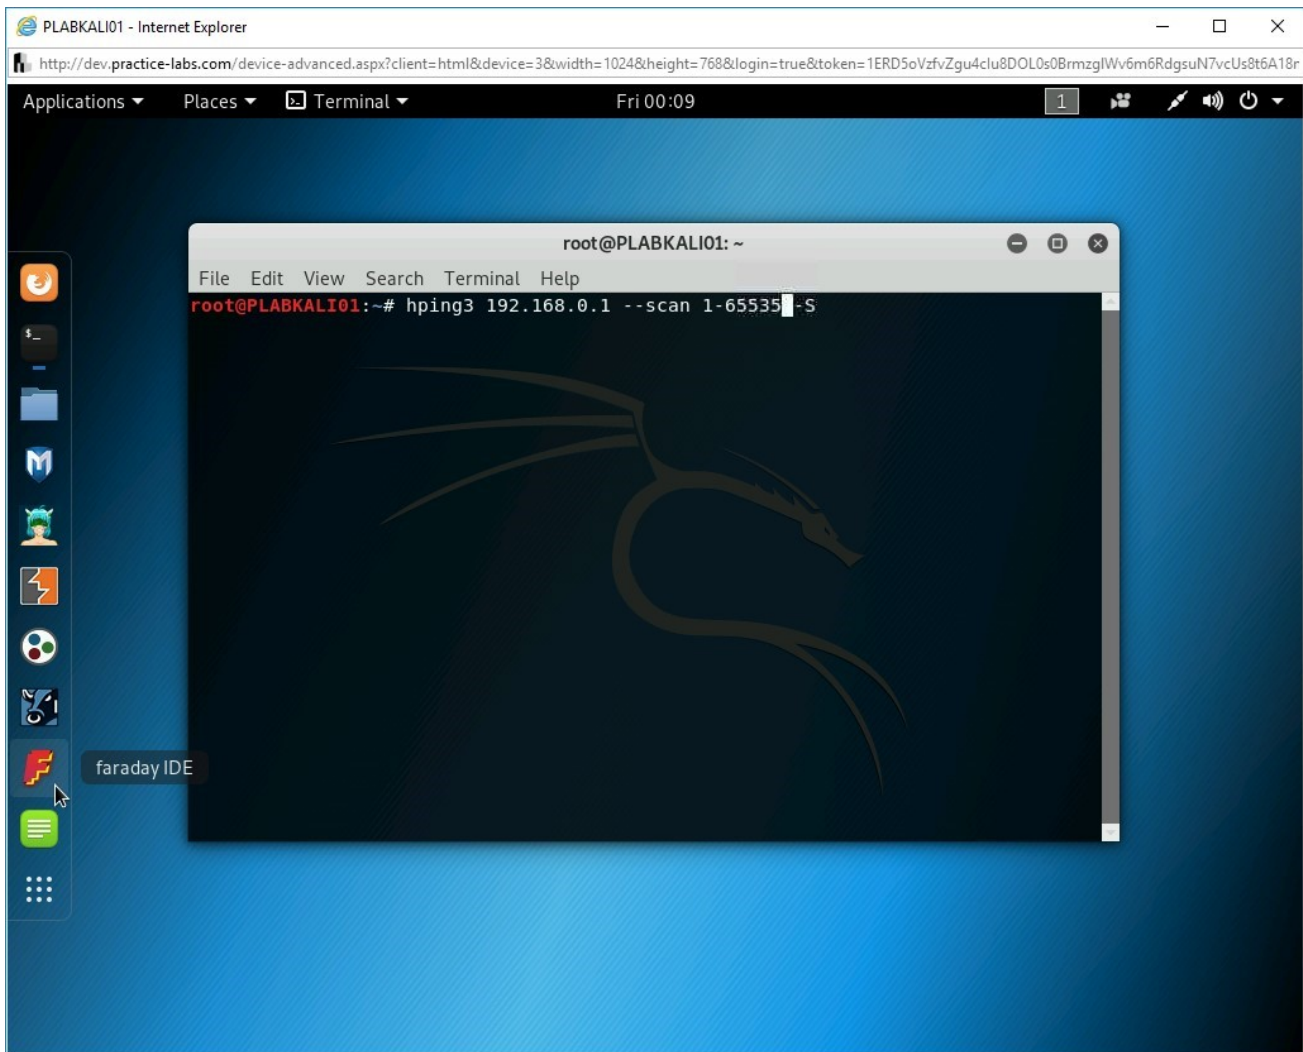 PLABKALI01 - Internet Explorer
http://dev.practice-labs.com/device-advanced.aspx?client=html&device=3&width=1024&height=768&login=true&token=1ERD5oVzfvZgu4clu8DOL0s0BrmzglWv6m6RdgsuN7vcUs8t6A18r
Applications Places Terminal Fri 00:09 1
root@PLABKALI01: ~
File Edit View Search Terminal Help
root@PLABKALI01:~# hping3 192.168.0.1 --scan 1-65535 -S
$_
faraday IDE